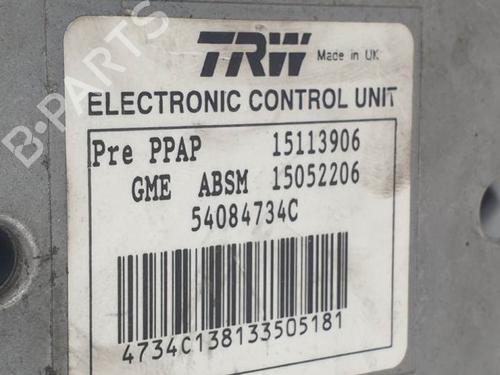 TRW Made in UK
ELECTRONIC CONTROL UNIT
Pre PPAP 15113906
GME ABSM 15052206
54084734C
4734C138133505181
B-PARTS